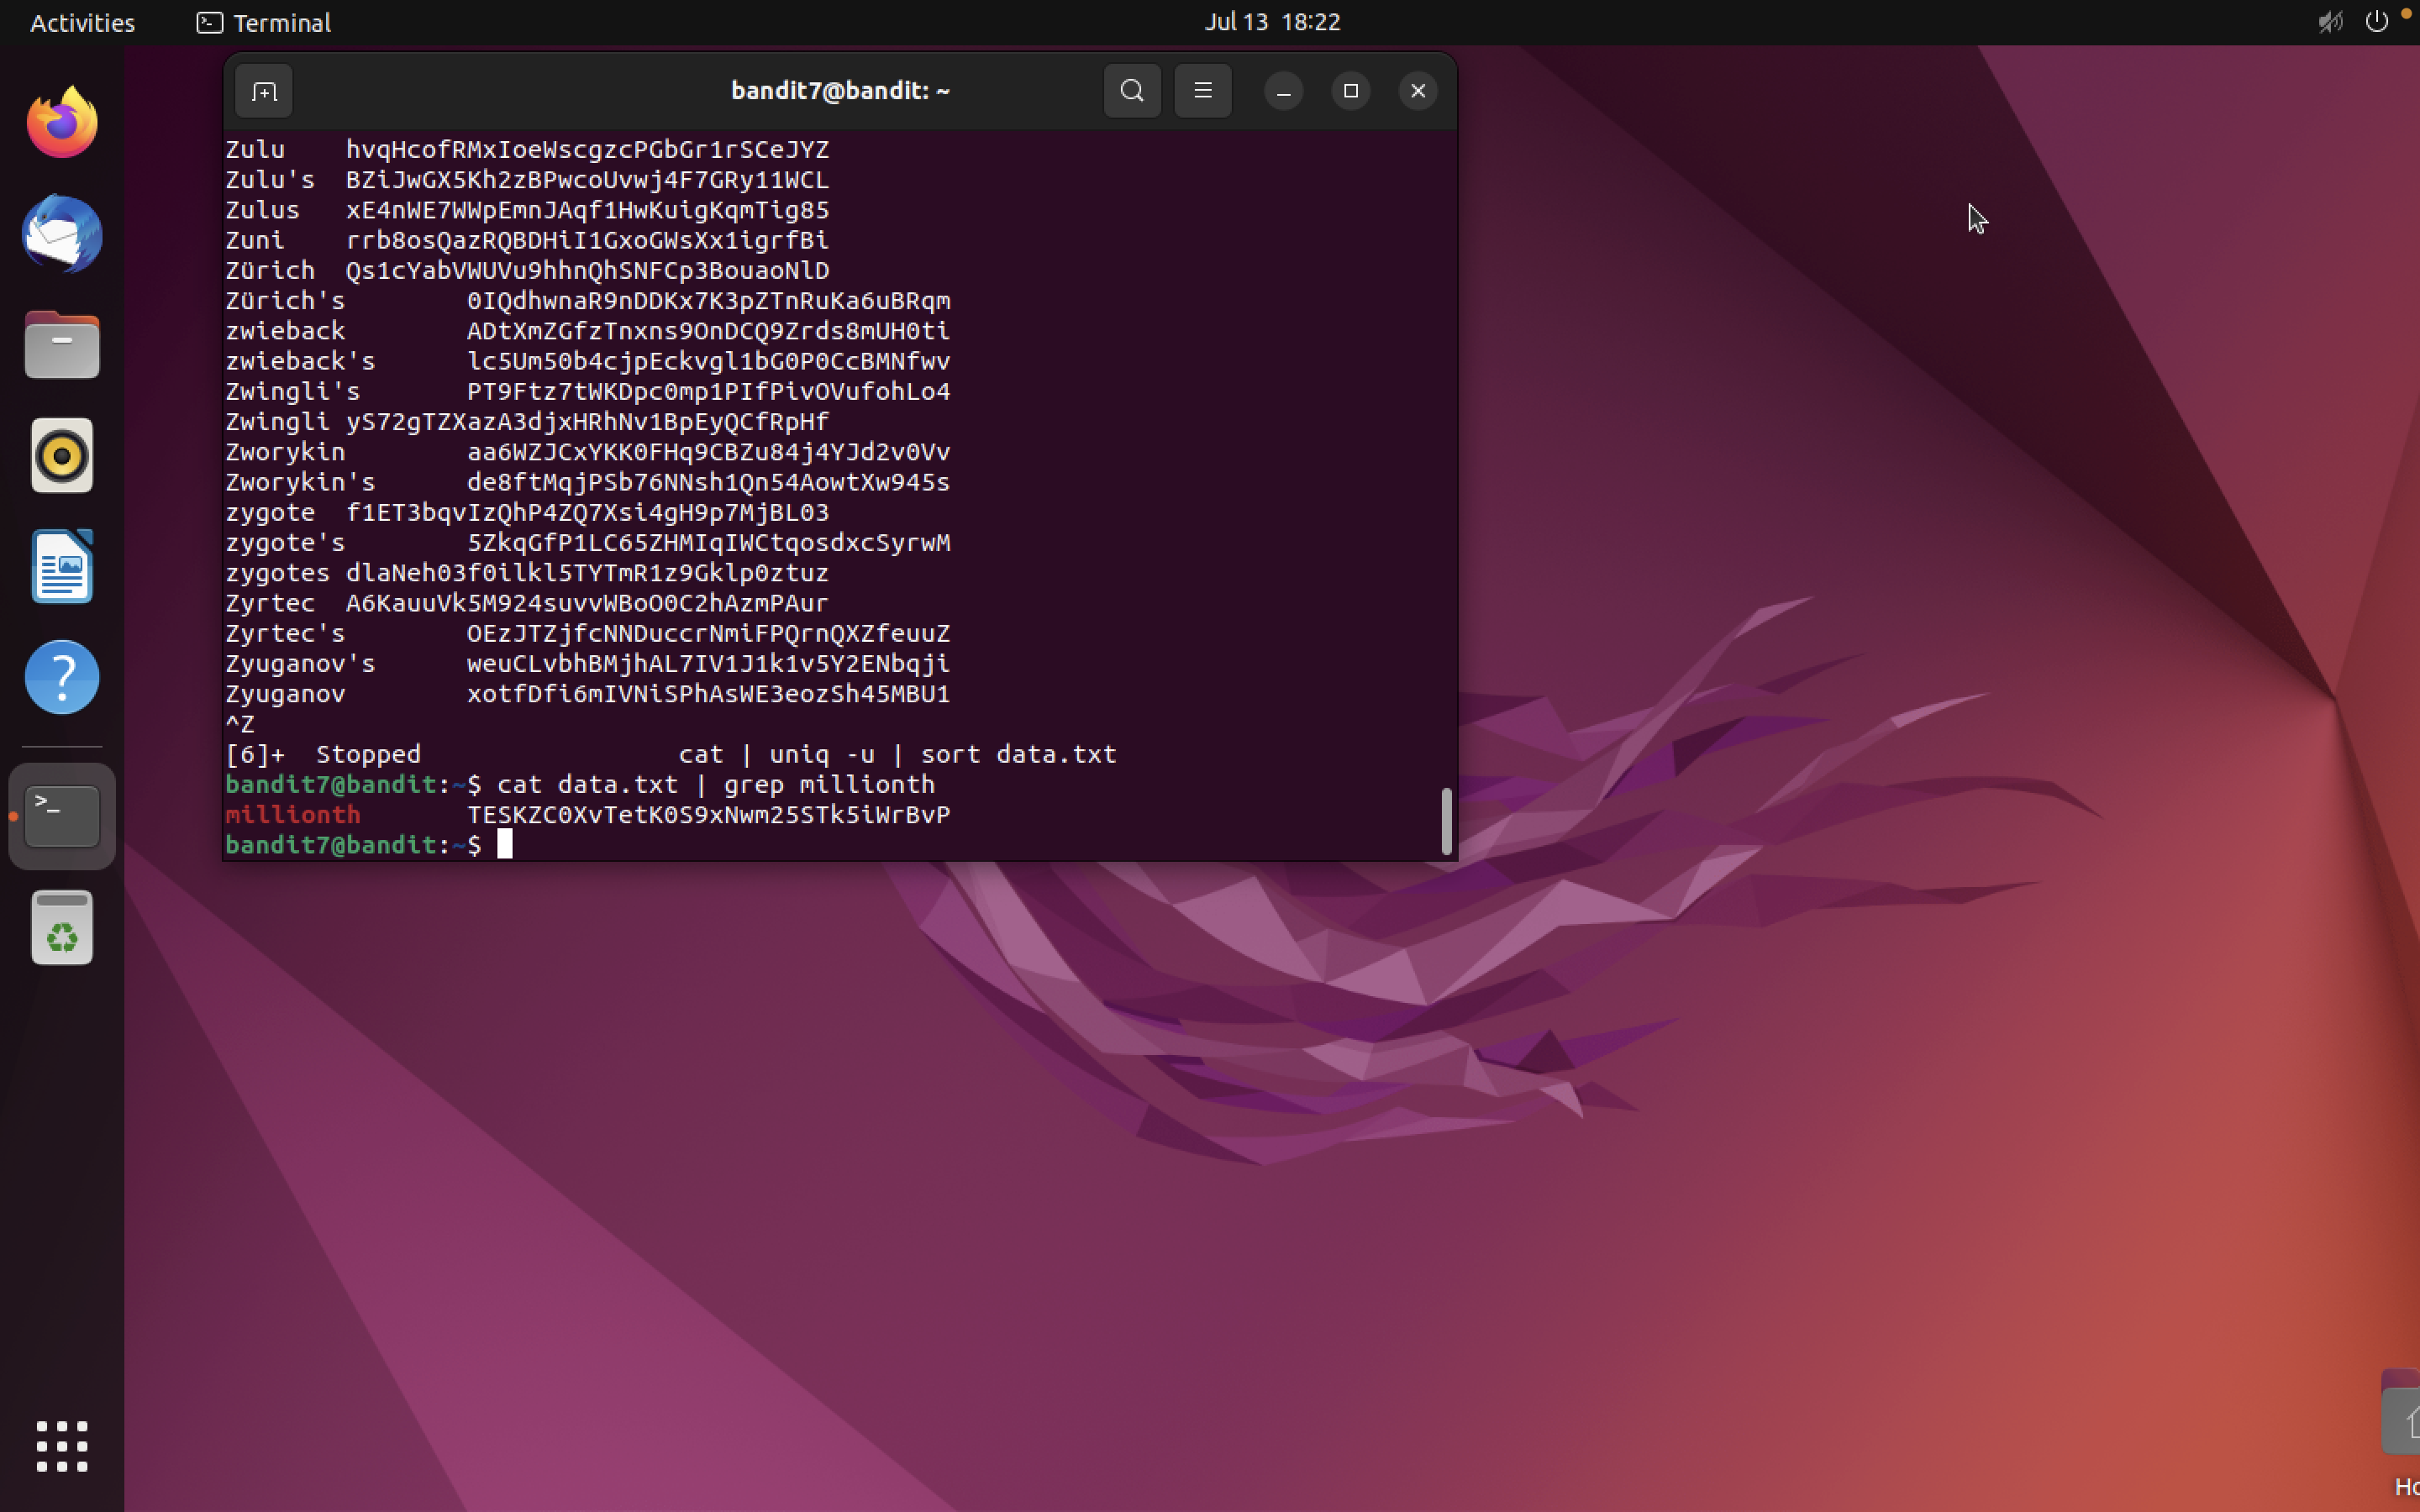 Activities Terminal Jul 13 18:22
bandit7@bandit: ~
Zulu hvqHcofRMxIoeWscgzcPGbGr1rSCeJYZ
Zulu's BZiJwGX5Kh2zBPwcoUvwj4F7GRy11WCL
Zulus xE4nWE7WWpEmnJAqf1HwKuigKqmTig85
Zuni rrb8osQazRQBDHiI1GxoGWsXx1igrfBi
Zürich Qs1cYabVWUVu9hhnQhSNFCp3BouaoNlD
Zürich's 0IQdhwnaR9nDDKx7K3pZTnRuKa6uBRqm
zwieback ADtXmZGfzTnxns9OnDCQ9Zrds8mUH0ti
zwieback's lc5Um50b4cjpEckvgl1bG0P0CcBMNfwv
Zwingli's PT9Ftz7tWKDpc0mp1PIfPivOVufohLo4
Zwingli yS72gTZXazA3djxHRhNv1BpEyQCfRpHf
Zworykin aa6WZJCxYKK0FHq9CBZu84j4YJd2v0Vv
Zworykin's de8ftMqjPSb76NNsh1Qn54AowtXw945s
zygote f1ET3bqvIzQhP4ZQ7Xsi4gH9p7MjBL03
zygote's 5ZkqGfP1LC65ZHMIqIWCtqosdxcSyrwM
zygotes dlaNeh03f0ilkl5TYTmR1z9Gklp0ztuz
Zyrtec A6KauuVk5M924suvvWBoO0C2hAzmPAur
Zyrtec's OEzJTZjfcNNDuccrNmiFPQrnQXZfeuuZ
Zyuganov's weuCLvbhBMjhAL7IV1J1k1v5Y2ENbqji
Zyuganov xotfDfi6mIVNiSPhAsWE3eozSh45MBU1
^Z
[6]+ Stopped cat | uniq -u | sort data.txt
bandit7@bandit:~$ cat data.txt | grep millionth
millionth TESKZC0XvTetK0S9xNwm25STk5iWrBvP
bandit7@bandit:~$